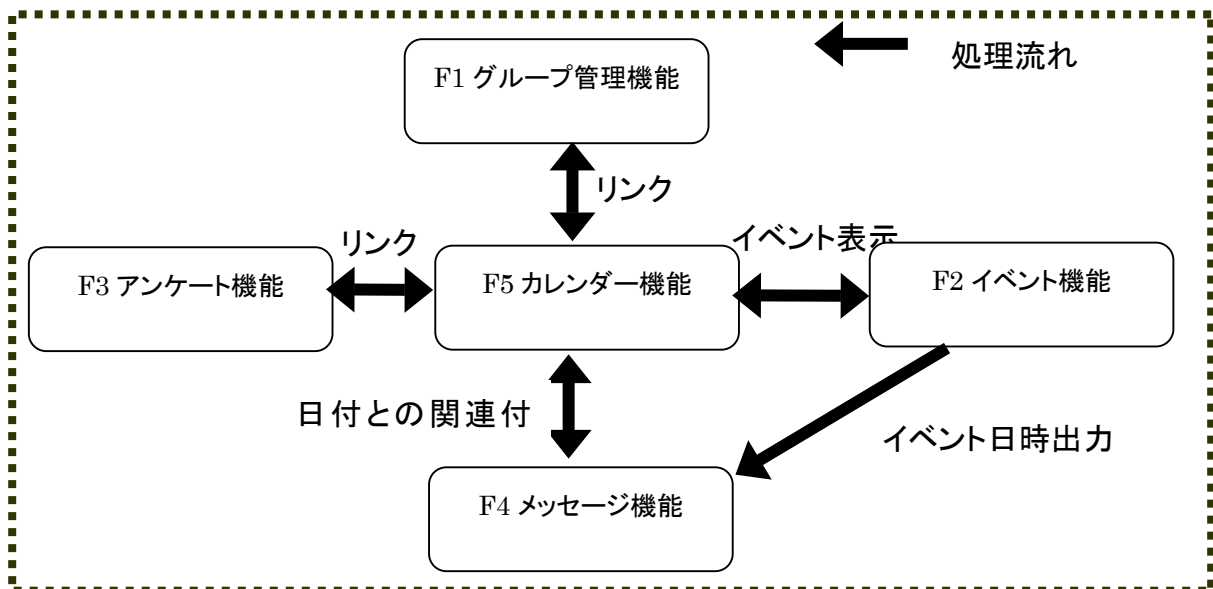 処理流れ
F1 グループ管理機能
リンク
リンク
イベント表示
F3 アンケート機能
F5 カレンダー機能
F2 イベント機能
日付との関連付
イベント日時出力
F4 メッセージ機能